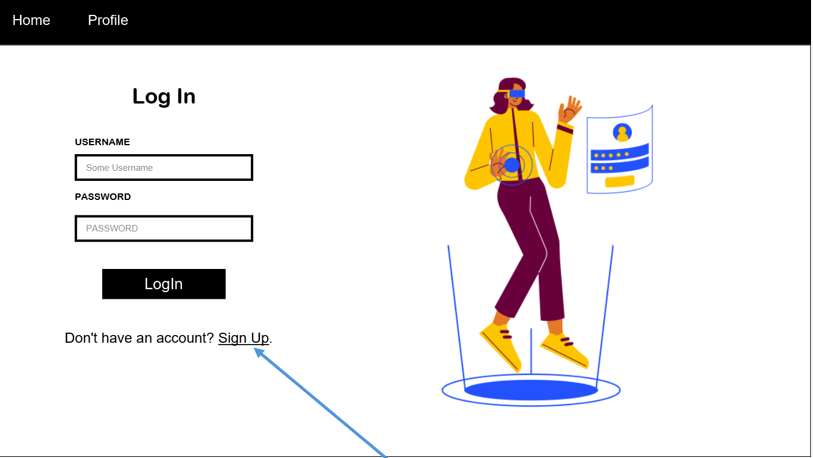 Home Profile
Log In
USERNAME
Some Username
PASSWORD
PASSWORD
LogIn
Don't have an account? Sign Up.